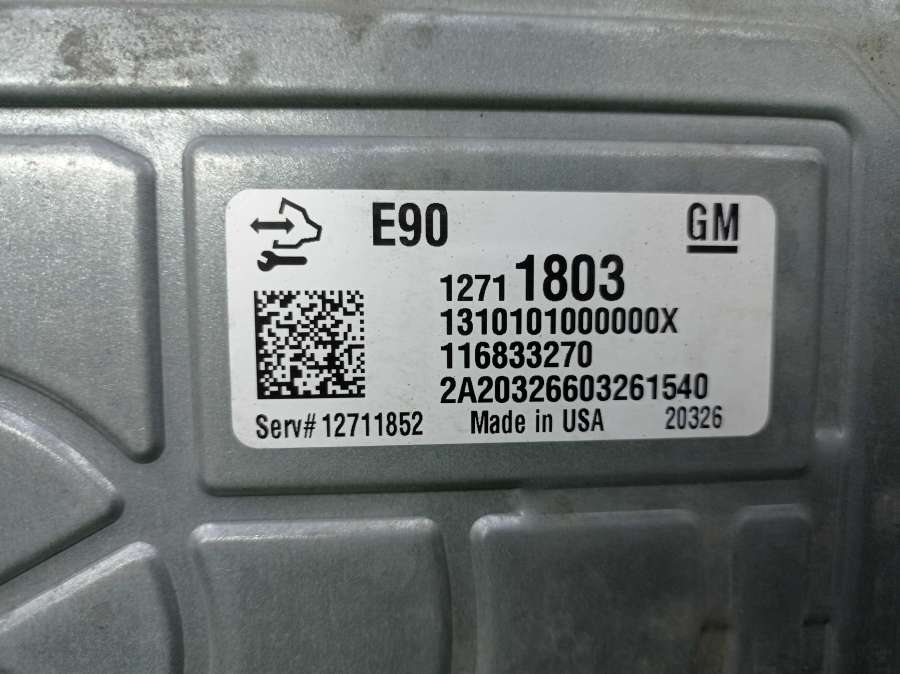 E90
GM
12711803
1310101000000X
116833270
2A20326603261540
Serv# 12711852
Made in USA
20326